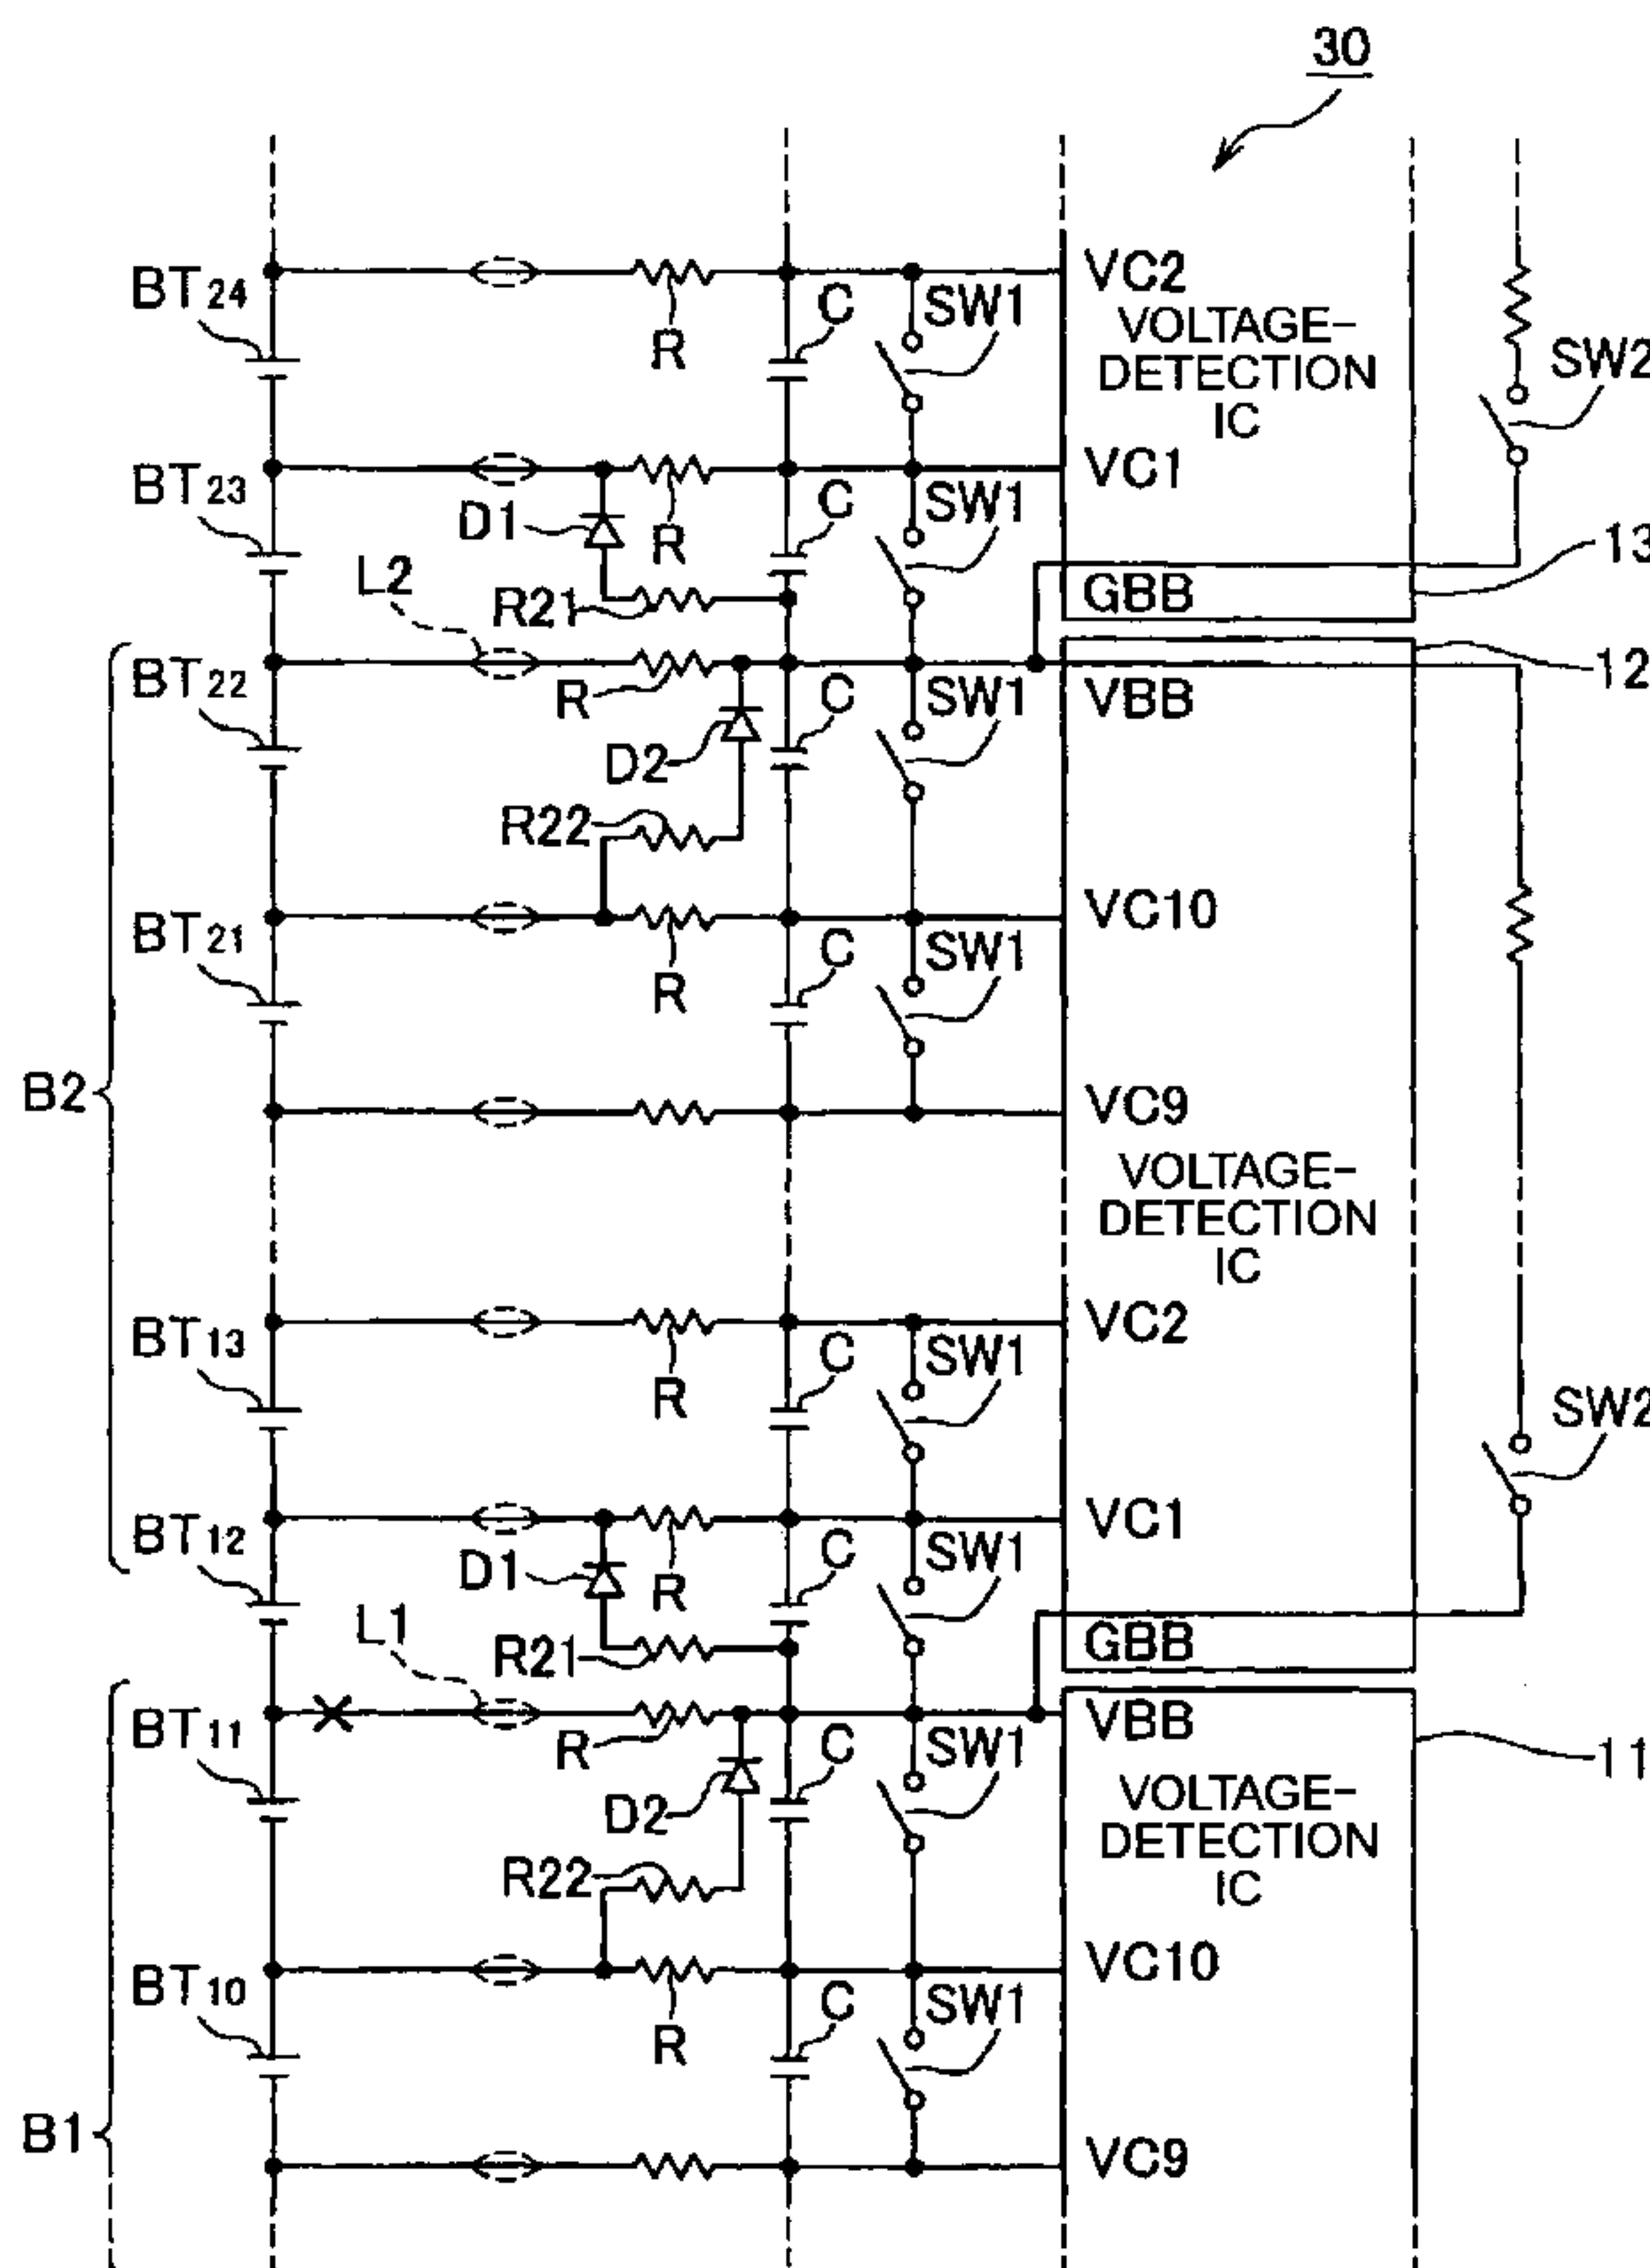 30
BT24
R
C
SW1
VC2
VOLTAGE-
DETECTION
IC
SW2
BT23
D1
R
C
SW1
VC1
13
L2
R21
GBB
BT22
R
C
SW1
VBB
12
D2
R22
BT21
R
C
SW1
VC10
B2
VC9
VOLTAGE-
DETECTION
IC
BT13
R
C
SW1
VC2
SW2
BT12
D1
R
C
SW1
VC1
L1
R21
GBB
BT11
R
C
SW1
VBB
11
D2
VOLTAGE-
DETECTION
IC
R22
BT10
R
C
SW1
VC10
B1
VC9